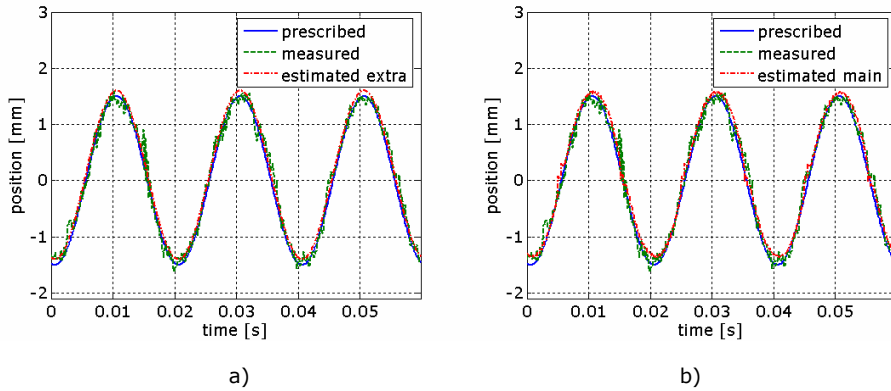 3
2
1
0
-1
-2
0 0.01 0.02 0.03 0.04 0.05
position [mm]
time [s]
prescribed
measured
estimated extra
a)
3
2
1
0
-1
-2
0 0.01 0.02 0.03 0.04 0.05
position [mm]
time [s]
prescribed
measured
estimated main
b)